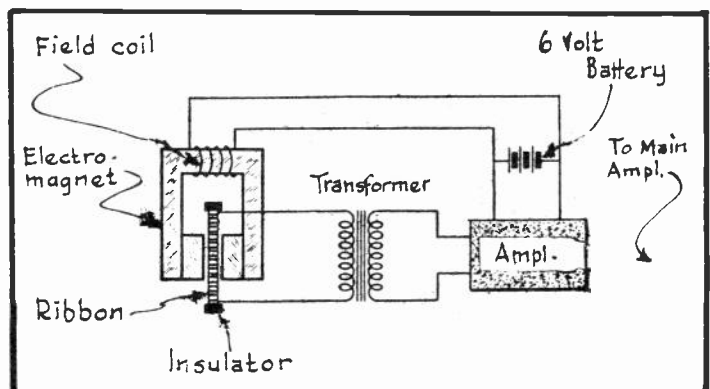 Field coil
6 Volt
Battery
Electro-
magnet
To Main
Ampl.
Transformer
Ampl.
Ribbon
Insulator